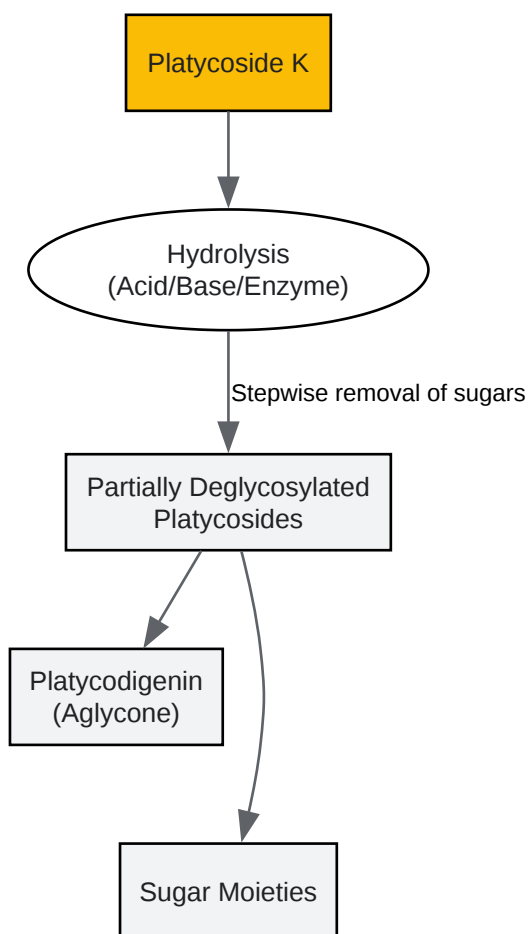 Platycoside K
Hydrolysis
(Acid/Base/Enzyme)
Stepwise removal of sugars
Partially Deglycosylated
Platycosides
Platycodigenin
(Aglycone)
Sugar Moieties